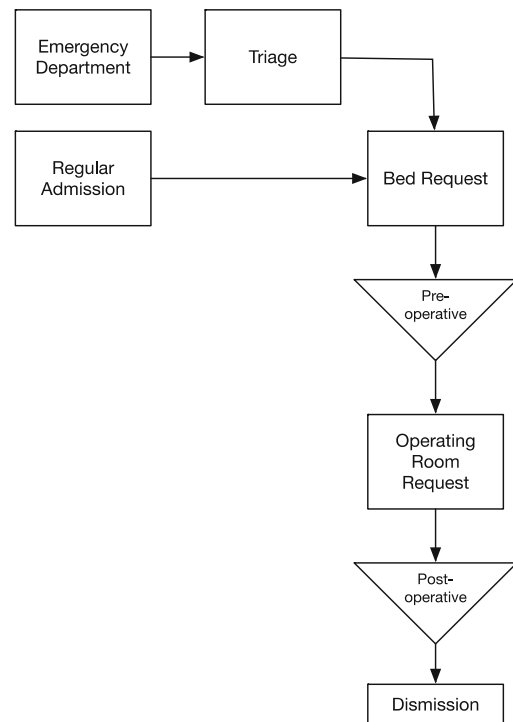 Emergency
Department
Triage
Regular
Admission
Bed Request
Pre-
operative
Operating
Room
Request
Post-
operative
Dismission